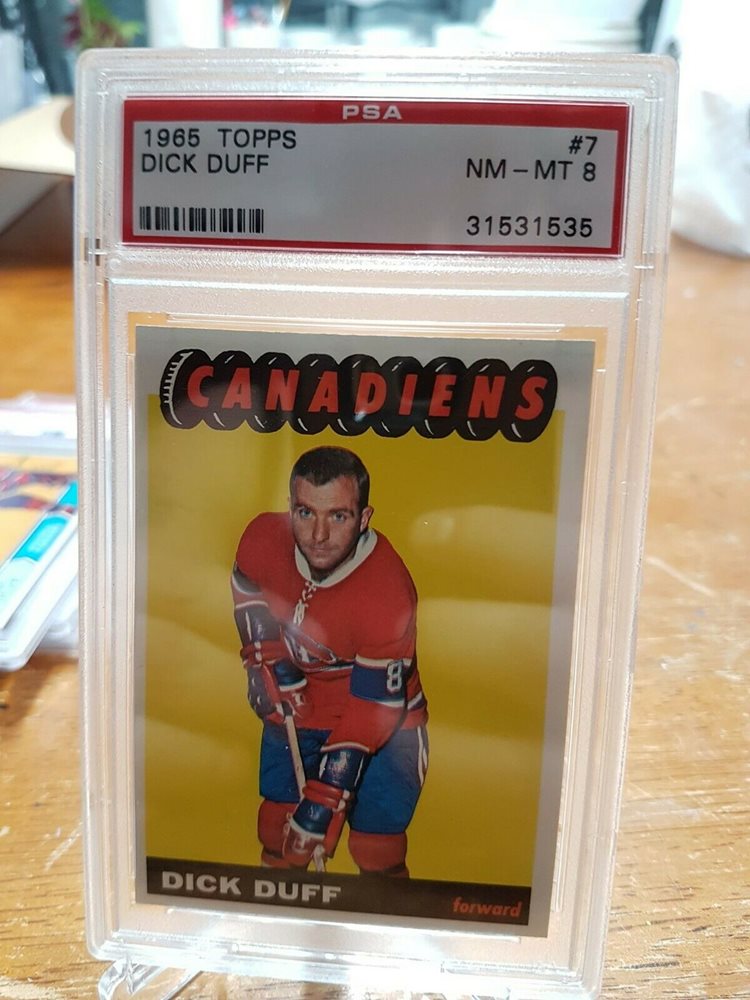 PSA
1965 TOPPS #7
DICK DUFF NM-MT 8
31531535
CANADIENS
8
DICK DUFF
forward